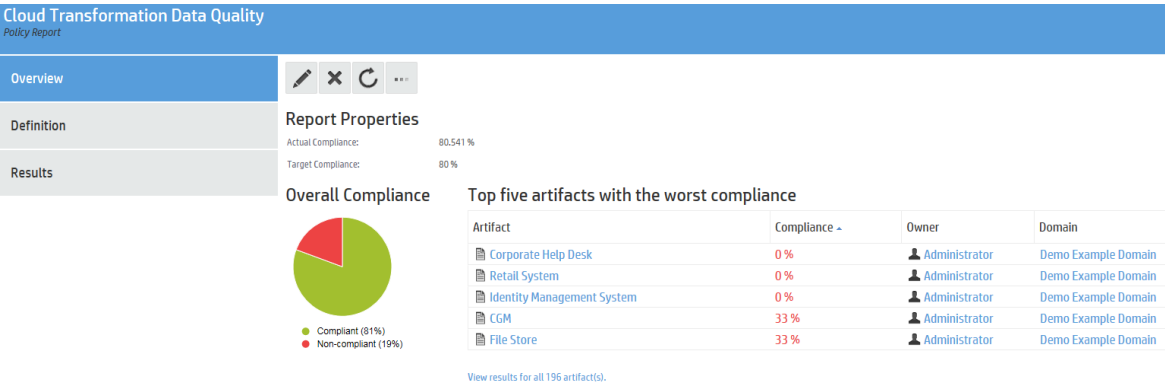 Cloud Transformation Data Quality
Policy Report
Overview
Definition
Results
Report Properties
Actual Compliance: 80.541 %
Target Compliance: 80 %
Overall Compliance
Compliant (81%)
Non-compliant (19%)
Top five artifacts with the worst compliance
Artifact Compliance Owner Domain
Corporate Help Desk 0 % Administrator Demo Example Domain
Retail System 0 % Administrator Demo Example Domain
Identity Management System 0 % Administrator Demo Example Domain
CGM 33 % Administrator Demo Example Domain
File Store 33 % Administrator Demo Example Domain
View results for all 196 artifact(s).